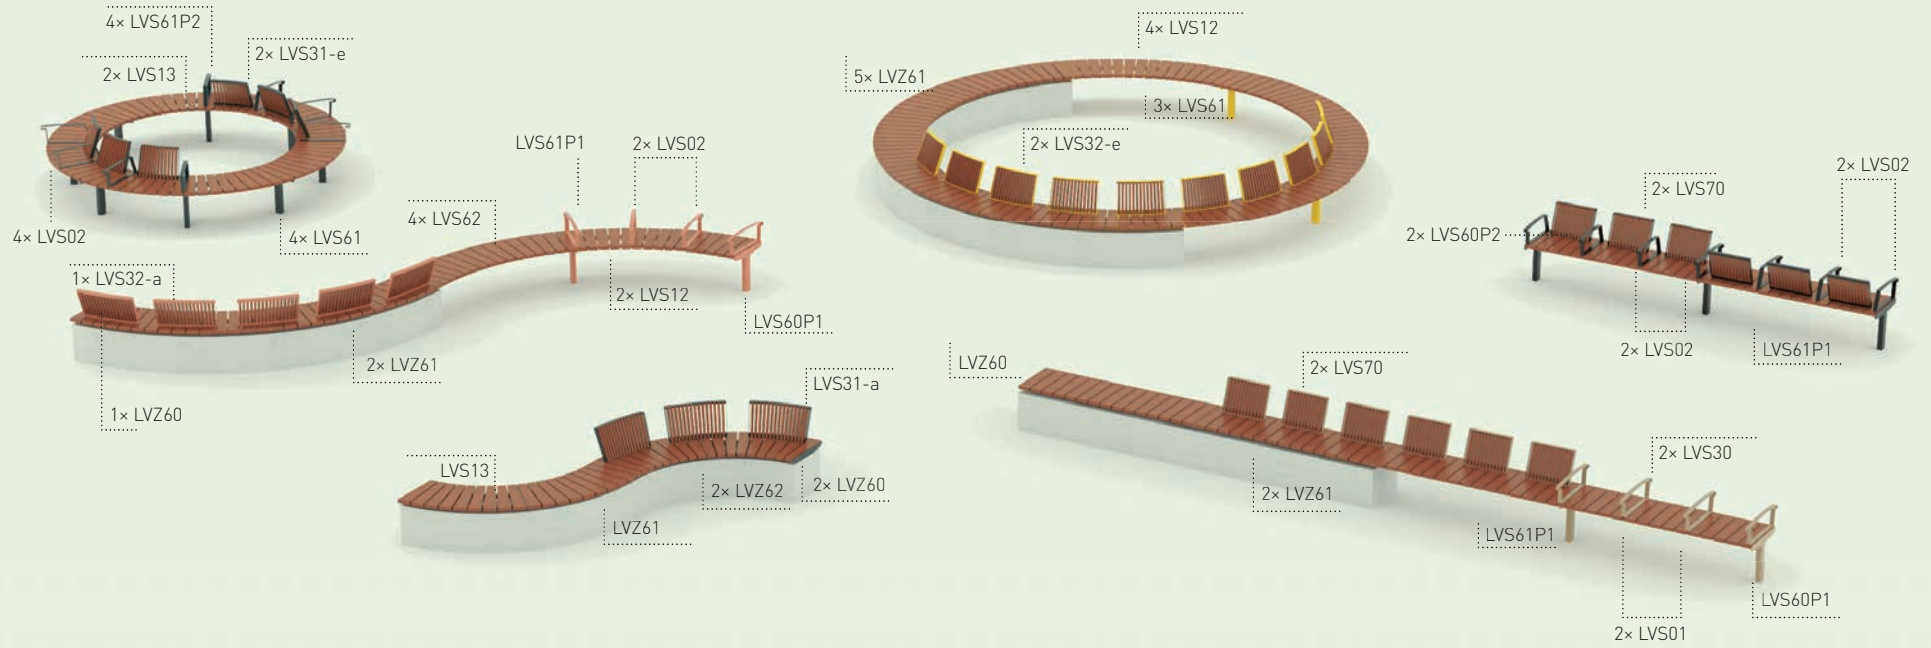 4× LVS61P2
2× LVS31-e
2× LVS13
4× LVS02
4× LVS61
LVS61P1
2× LVS02
4× LVS62
1× LVS32-a
2× LVS12
LVS60P1
2× LVZ61
1× LVZ60
LVS31-a
LVS13
2× LVZ62
2× LVZ60
LVZ61
4× LVS12
5× LVZ61
3× LVS61
2× LVS32-e
2× LVS02
2× LVS70
2× LVS60P2
2× LVS02
LVS61P1
LVZ60
2× LVS70
2× LVS30
2× LVZ61
LVS61P1
LVS60P1
2× LVS01